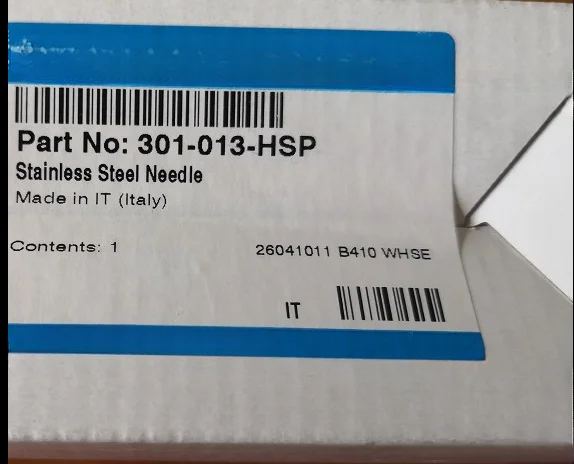 Part No: 301-013-HSP
Stainless Steel Needle
Made in IT (Italy)
Contents: 1
26041011 B410 WHSE
IT